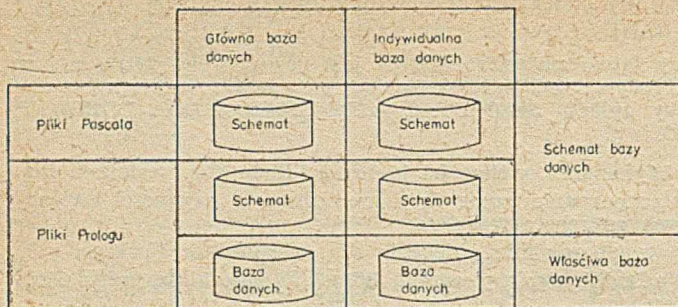 Główna baza
danych
Indywidualna
baza danych
Pliki Pascala
Schemat
Schemat
Schemat bazy
danych
Pliki Prologu
Schemat
Schemat
Baza
danych
Baza
danych
Właściwa baza
danych